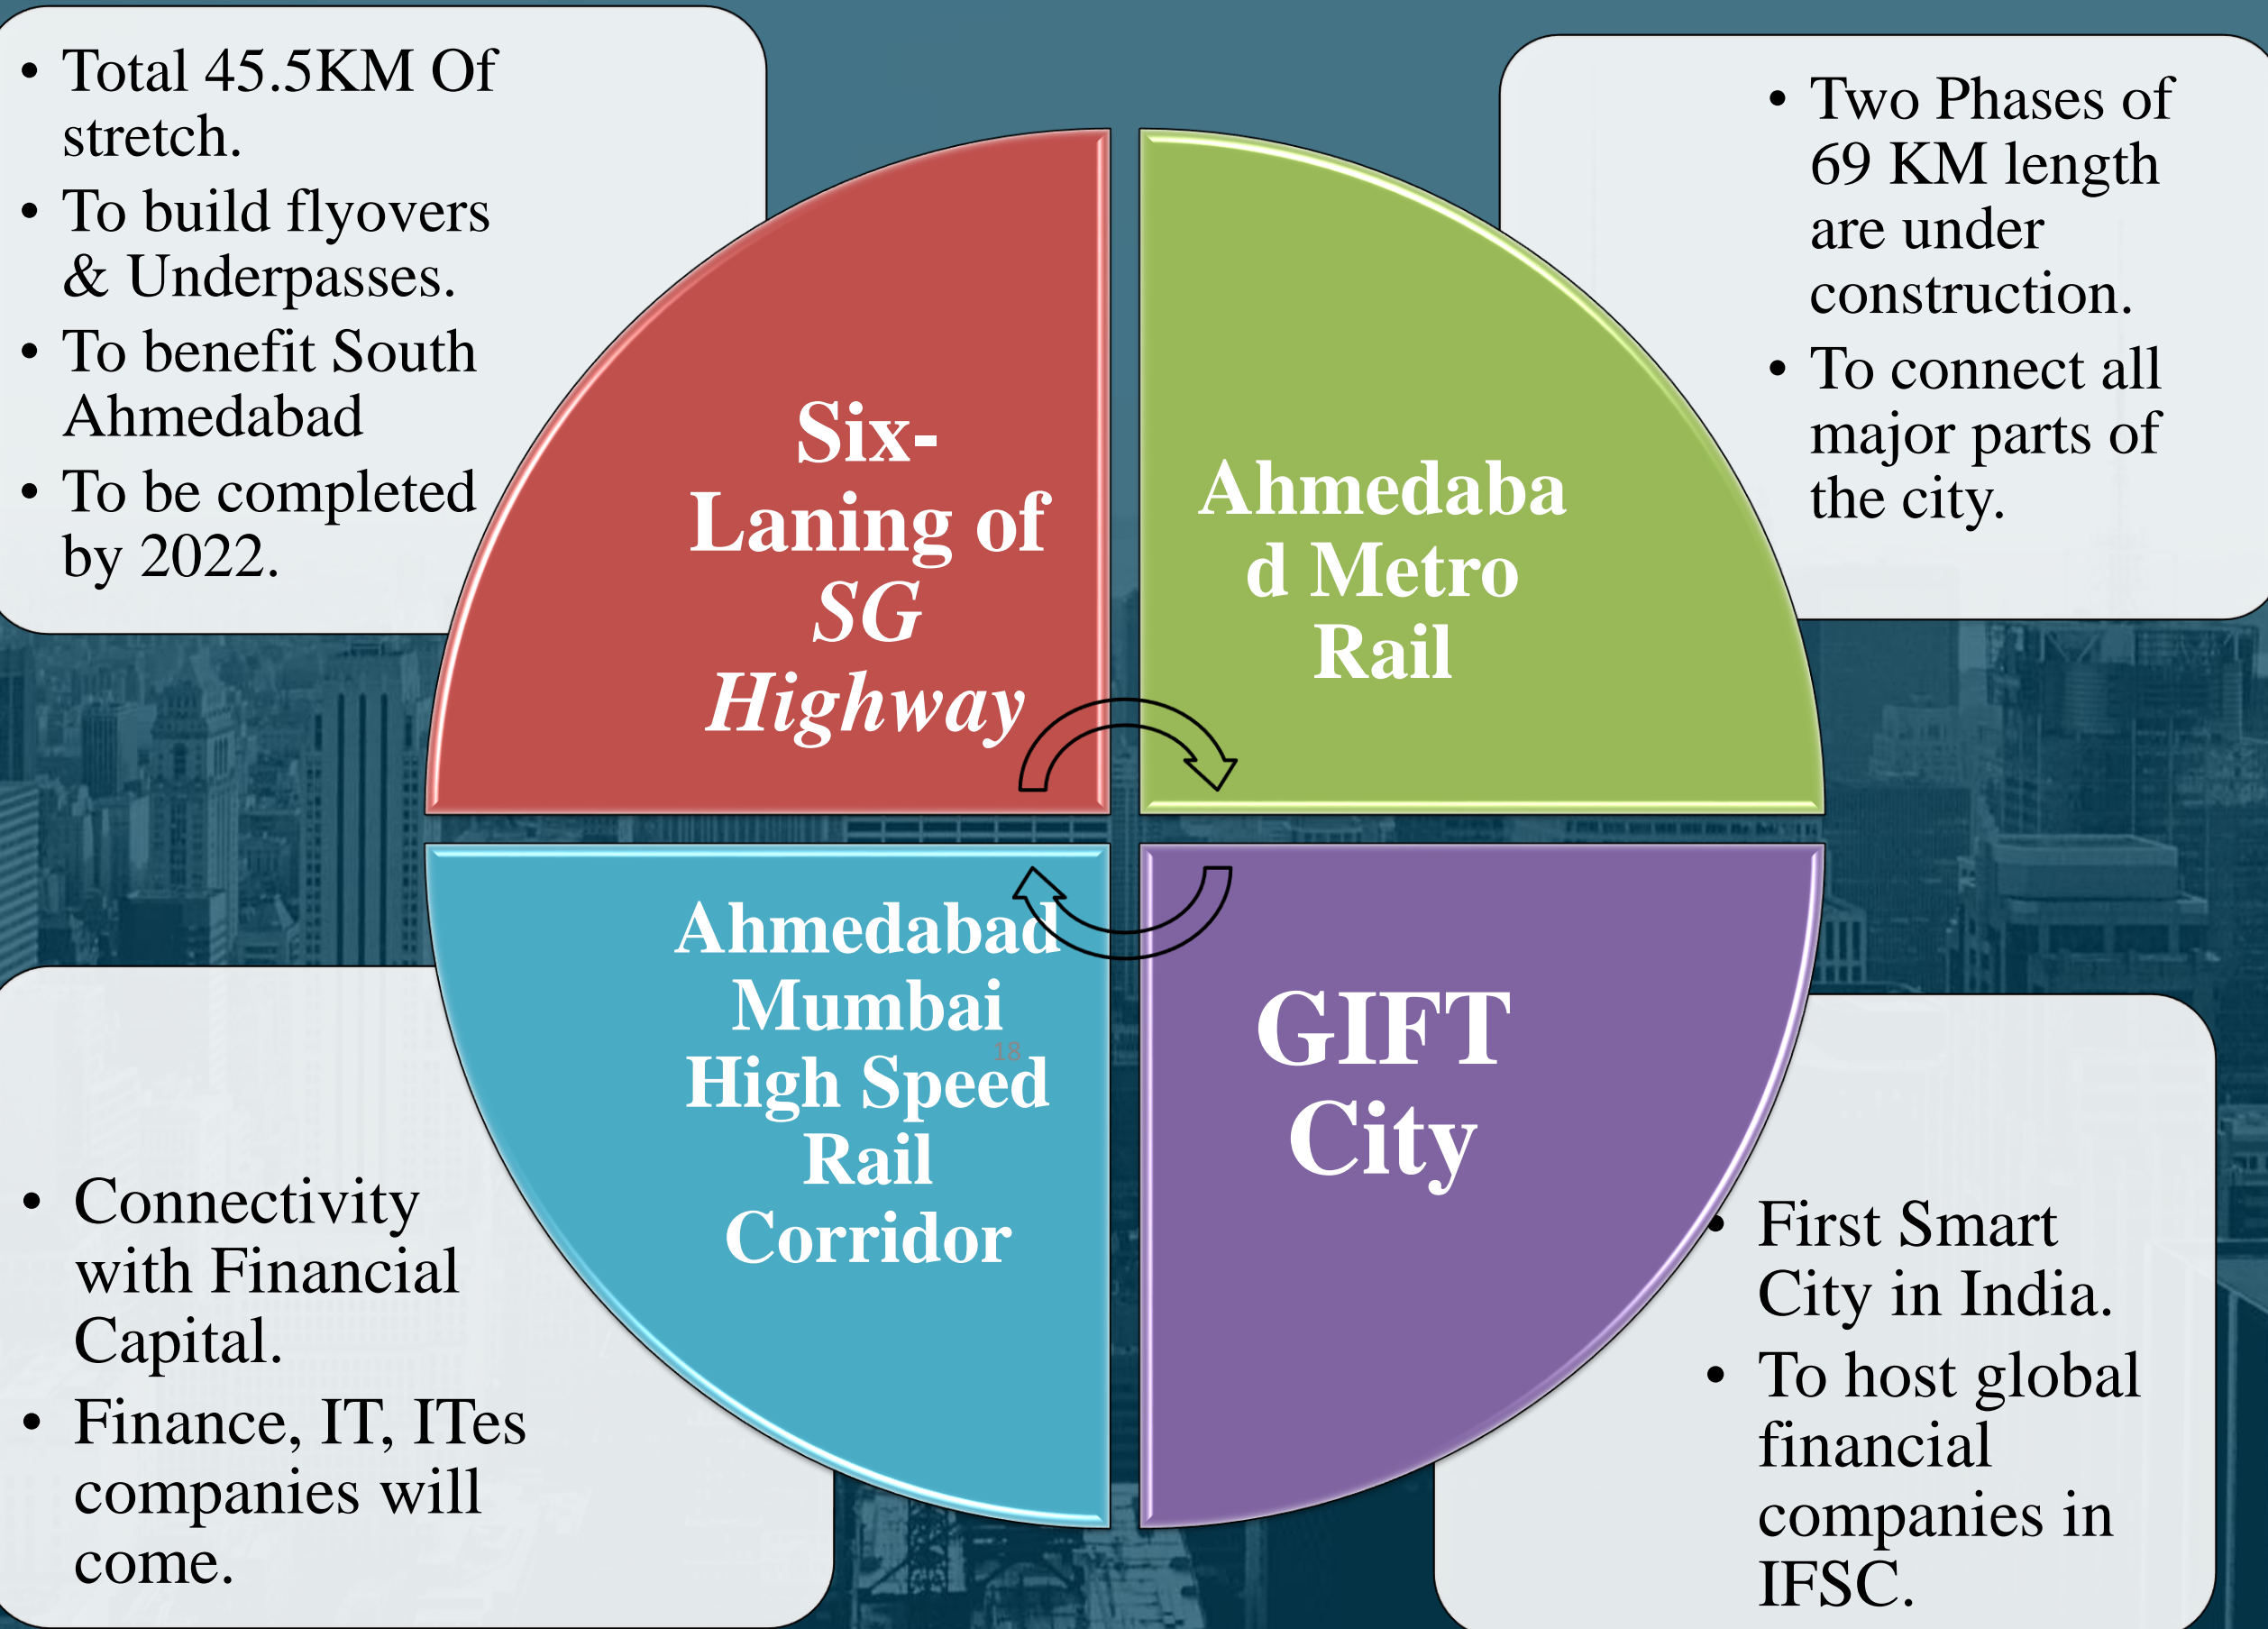 • Total 45.5KM Of
stretch.
• To build flyovers
& Underpasses.
• To benefit South
Ahmedabad
• To be completed
by 2022.
Six-
Laning of
SG
Highway
Ahmedaba
d Metro
Rail
• Two Phases of
69 KM length
are under
construction.
• To connect all
major parts of
the city.
• Connectivity
with Financial
Capital.
• Finance, IT, ITes
companies will
come.
Ahmedabad
Mumbai
18
High Speed
Rail
Corridor
GIFT
City
• First Smart
City in India.
• To host global
financial
companies in
IFSC.